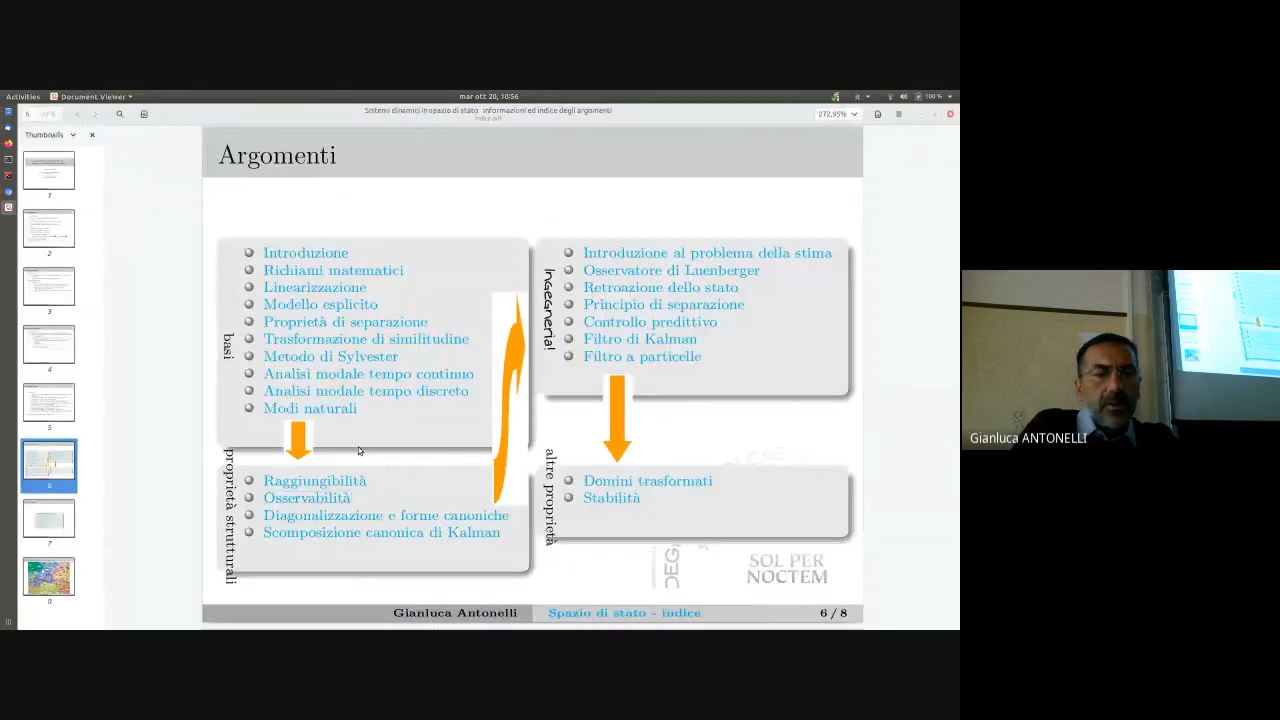 Activities
Document Viewer
mar ott 20, 10:56
100 %
6
Sistemi dinamici in spazio di stato informazioni ed indice degli argomenti
indice.pdf
272,95%
Thumbnails
1
2
3
4
5
6
7
8
Argomenti
basi
Introduzione
Richiami matematici
Linearizzazione
Modello esplicito
Proprietà di separazione
Trasformazione di similitudine
Metodo di Sylvester
Analisi modale tempo continuo
Analisi modale tempo discreto
Modi naturali
proprietà strutturali
Raggiungibilità
Osservabilità
Diagonalizzazione e forme canoniche
Scomposizione canonica di Kalman
Ingegneria!
Introduzione al problema della stima
Osservatore di Luenberger
Retroazione dello stato
Principio di separazione
Controllo predittivo
Filtro di Kalman
Filtro a particelle
altre proprietà
Domini trasformati
Stabilità
SOL PER
NOCTEM
Gianluca Antonelli
Spazio di stato - indice
6 / 8
Gianluca ANTONELLI